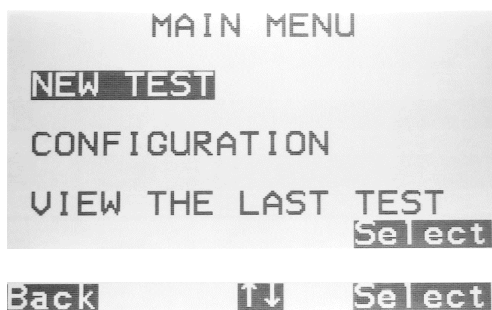 MAIN MENU
NEW TEST
CONFIGURATION
VIEW THE LAST TEST
Select
Back ↑↓ Select